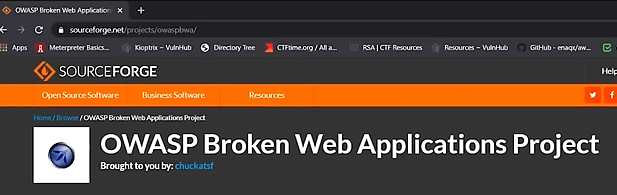 OWASP Broken Web Applications
sourceforge.net/projects/owaspbwa/
Apps Meterpreter Basics... Kioptrix – VulnHub Directory Tree CTFtime.org / All a... RSA | CTF Resources Resources – VulnHub GitHub - enaqx/aw...
SOURCEFORGE Help
Open Source Software Business Software Resources
Home / Browse / OWASP Broken Web Applications Project
OWASP Broken Web Applications Project
Brought to you by: chuckatsf